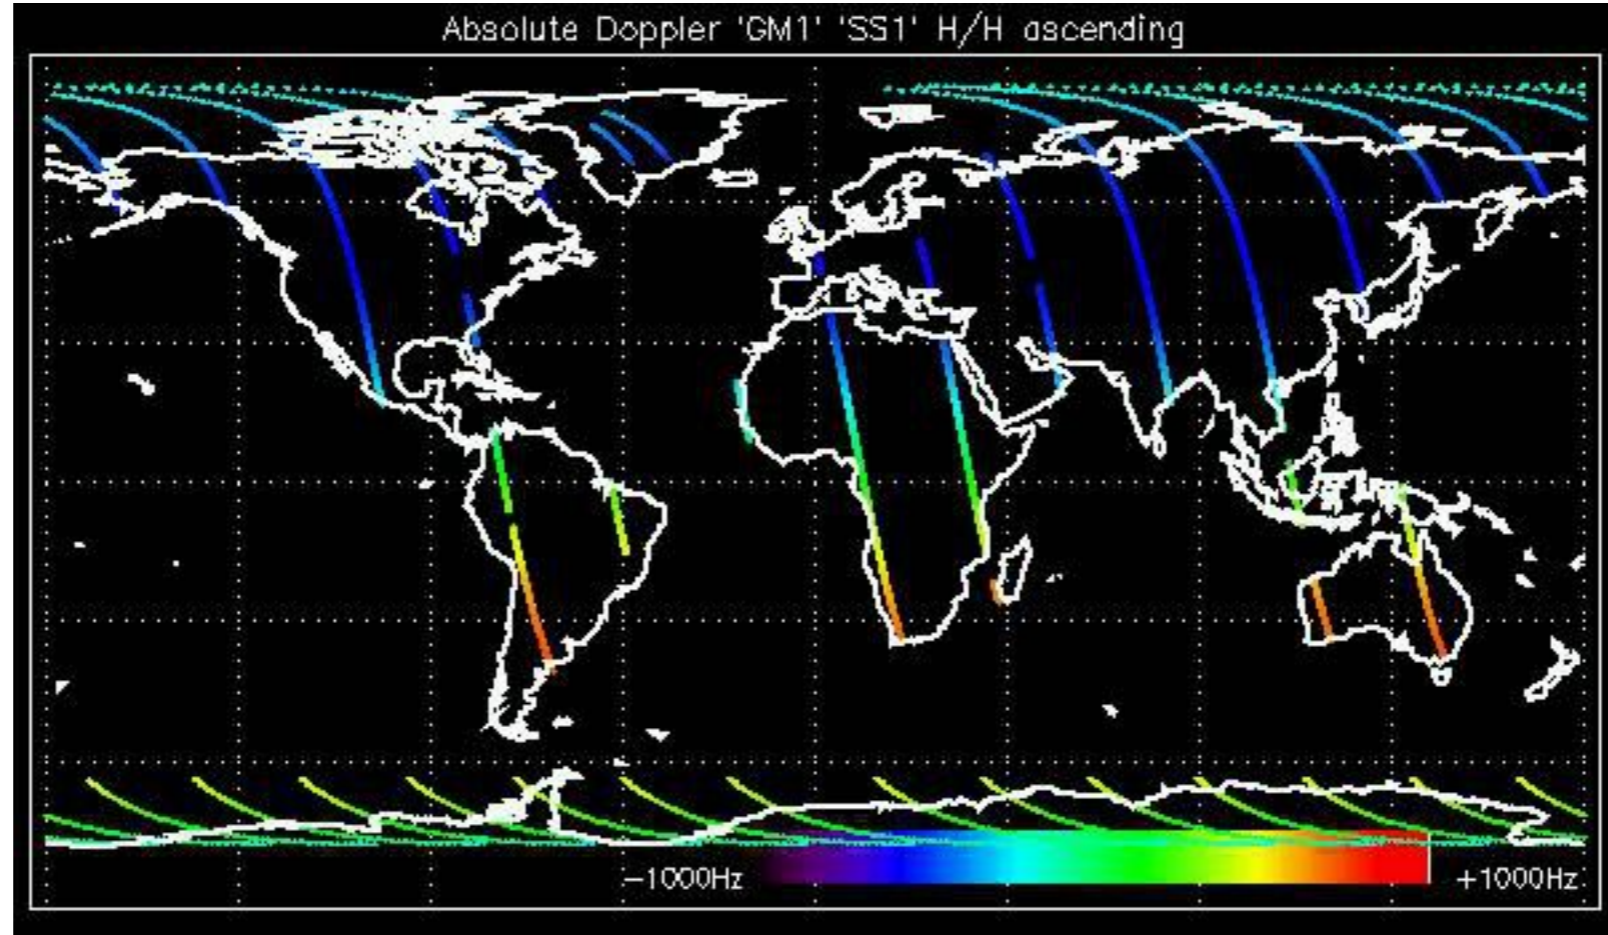 Absolute Doppler 'GM1' 'SS1' H/H ascending
−1000Hz
+1000Hz